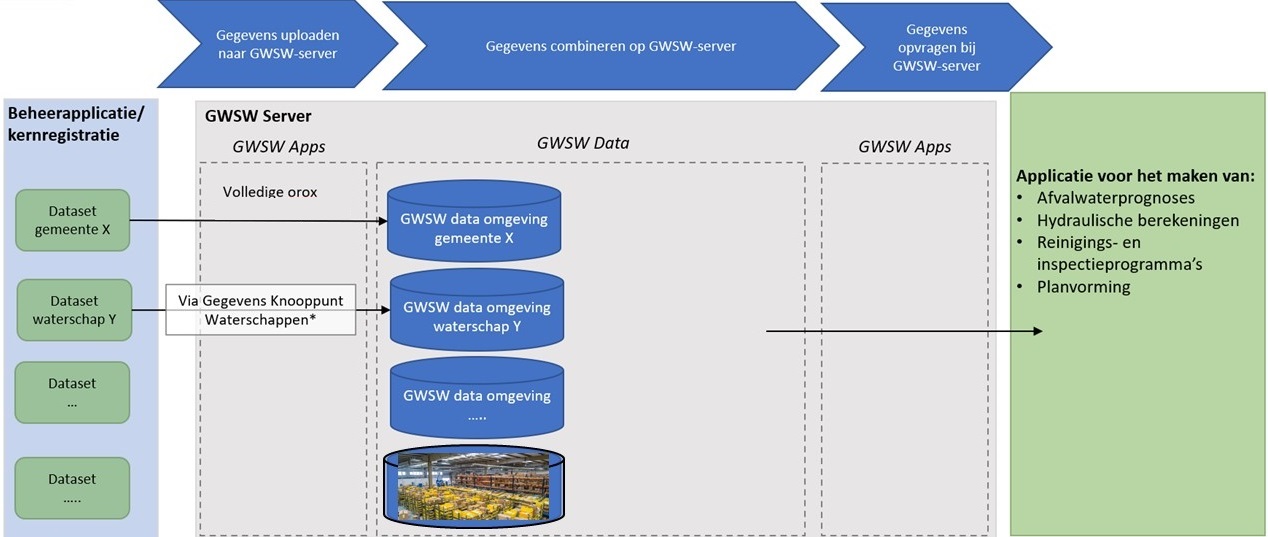 Gegevens uploaden
naar GWSW-server
Gegevens combineren op GWSW-server
Gegevens
opvragen bij
GWSW-server
Beheerapplicatie/
kernregistratie
GWSW Server
GWSW Apps
GWSW Data
GWSW Apps
Volledige orox
Dataset
gemeente X
GWSW data omgeving
gemeente X
Dataset
waterschap Y
Via Gegevens Knooppunt
Waterschappen*
GWSW data omgeving
waterschap Y
Dataset
...
GWSW data omgeving
.....
Dataset
.....
Applicatie voor het maken van:
• Afvalwaterprognoses
• Hydraulische berekeningen
• Reinigings- en
inspectieprogramma’s
• Planvorming